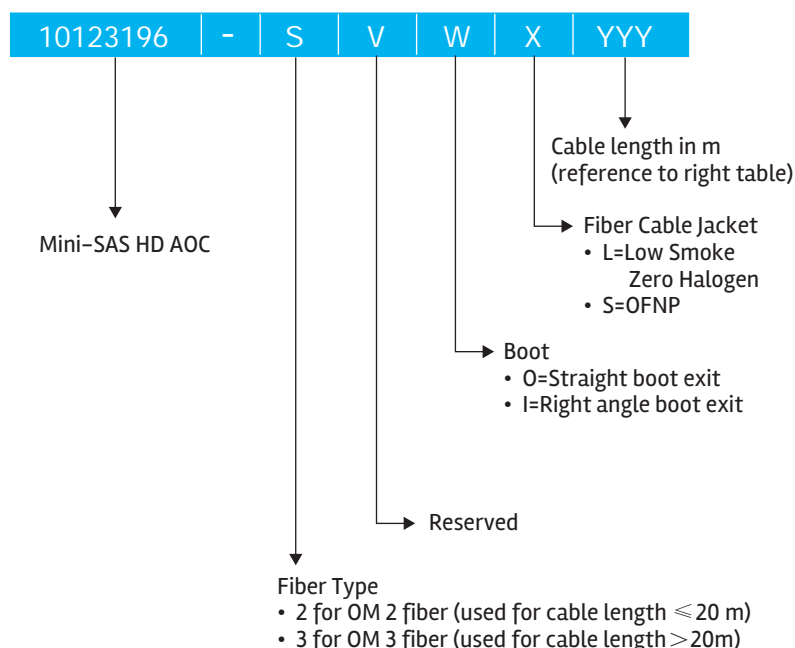 10123196 - S V W X YYY
Cable length in m
(reference to right table)
Fiber Cable Jacket
• L=Low Smoke
Zero Halogen
• S=OFNP
Mini-SAS HD AOC
Boot
• O=Straight boot exit
• I=Right angle boot exit
Reserved
Fiber Type
• 2 for OM 2 fiber (used for cable length ≤20 m)
• 3 for OM 3 fiber (used for cable length>20m)